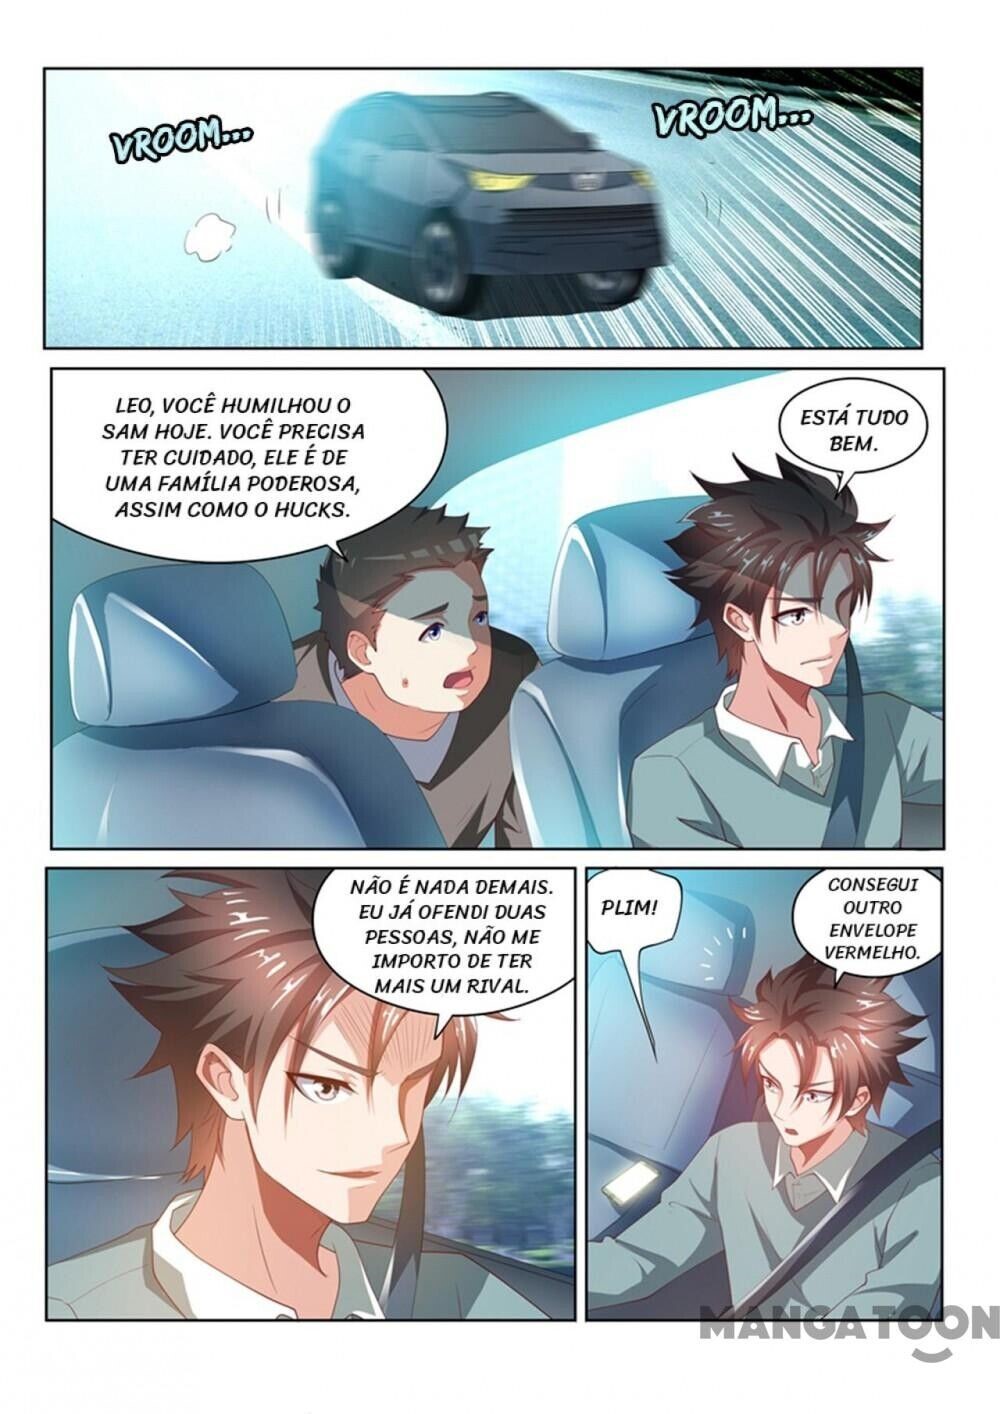 VROOM...
VROOM...
LEO, VOCÊ HUMILHOU O
SAM HOJE. VOCÊ PRECISA
TER CUIDADO, ELE É DE
UMA FAMÍLIA PODEROSA,
ASSIM COMO O HUCKS.
ESTÁ TUDO
BEM.
NÃO É NADA DEMAIS.
EU JÁ OFENDI DUAS
PESSOAS, NÃO ME
IMPORTO DE TER
MAIS UM RIVAL.
PLIM!
CONSEGUI
OUTRO
ENVELOPE
VERMELHO.
MANGATOON